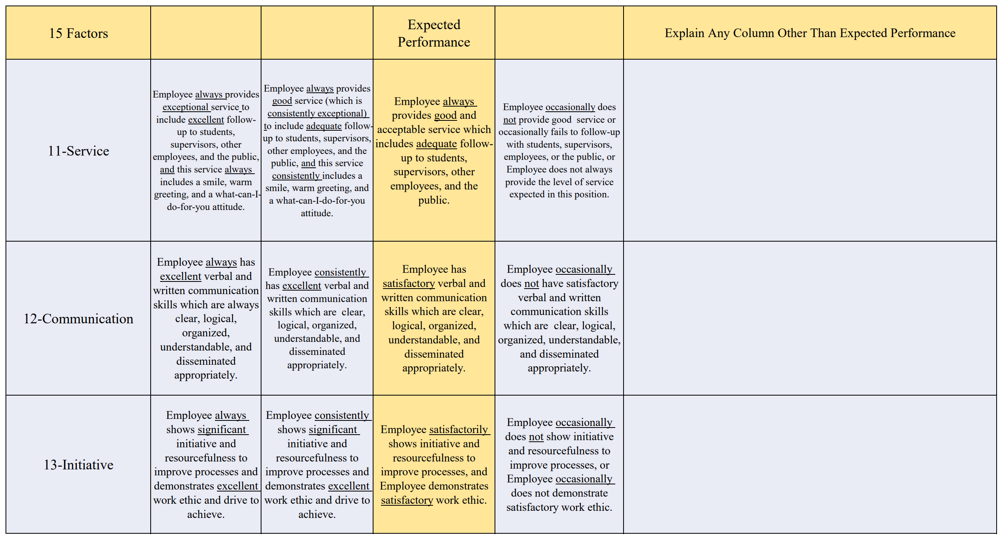 15 Factors
Expected
Performance
Explain Any Column Other Than Expected Performance
11-Service
Employee always provides
exceptional service to
include excellent follow-
up to students,
supervisors, other
employees, and the public,
and this service always
includes a smile, warm
greeting, and a what-can-I-
do-for-you attitude.
Employee always provides
good service (which is
consistently exceptional)
to include adequate follow-
up to students, supervisors,
other employees, and the
public, and this service
consistently includes a
smile, warm greeting, and
a what-can-I-do-for-you
attitude.
Employee always
provides good and
acceptable service which
includes adequate follow-
up to students,
supervisors, other
employees, and the
public.
Employee occasionally does
not provide good  service or
occasionally fails to follow-up
with students, supervisors,
employees, or the public, or
Employee does not always
provide the level of service
expected in this position.
12-Communication
Employee always has
excellent verbal and
written communication
skills which are always
clear, logical,
organized,
understandable, and
disseminated
appropriately.
Employee consistently
has excellent verbal and
written communication
skills which are  clear,
logical, organized,
understandable, and
disseminated
appropriately.
Employee has
satisfactory verbal and
written communication
skills which are clear,
logical, organized,
understandable, and
disseminated
appropriately.
Employee occasionally
does not have satisfactory
verbal and written
communication skills
which are  clear, logical,
organized, understandable,
and disseminated
appropriately.
13-Initiative
Employee always
shows significant
initiative and
resourcefulness to
improve processes and
demonstrates excellent
work ethic and drive to
achieve.
Employee consistently
shows significant
initiative and
resourcefulness to
improve processes and
demonstrates excellent
work ethic and drive to
achieve.
Employee satisfactorily
shows initiative and
resourcefulness to
improve processes, and
Employee demonstrates
satisfactory work ethic.
Employee occasionally
does not show initiative
and resourcefulness to
improve processes, or
Employee occasionally
does not demonstrate
satisfactory work ethic.